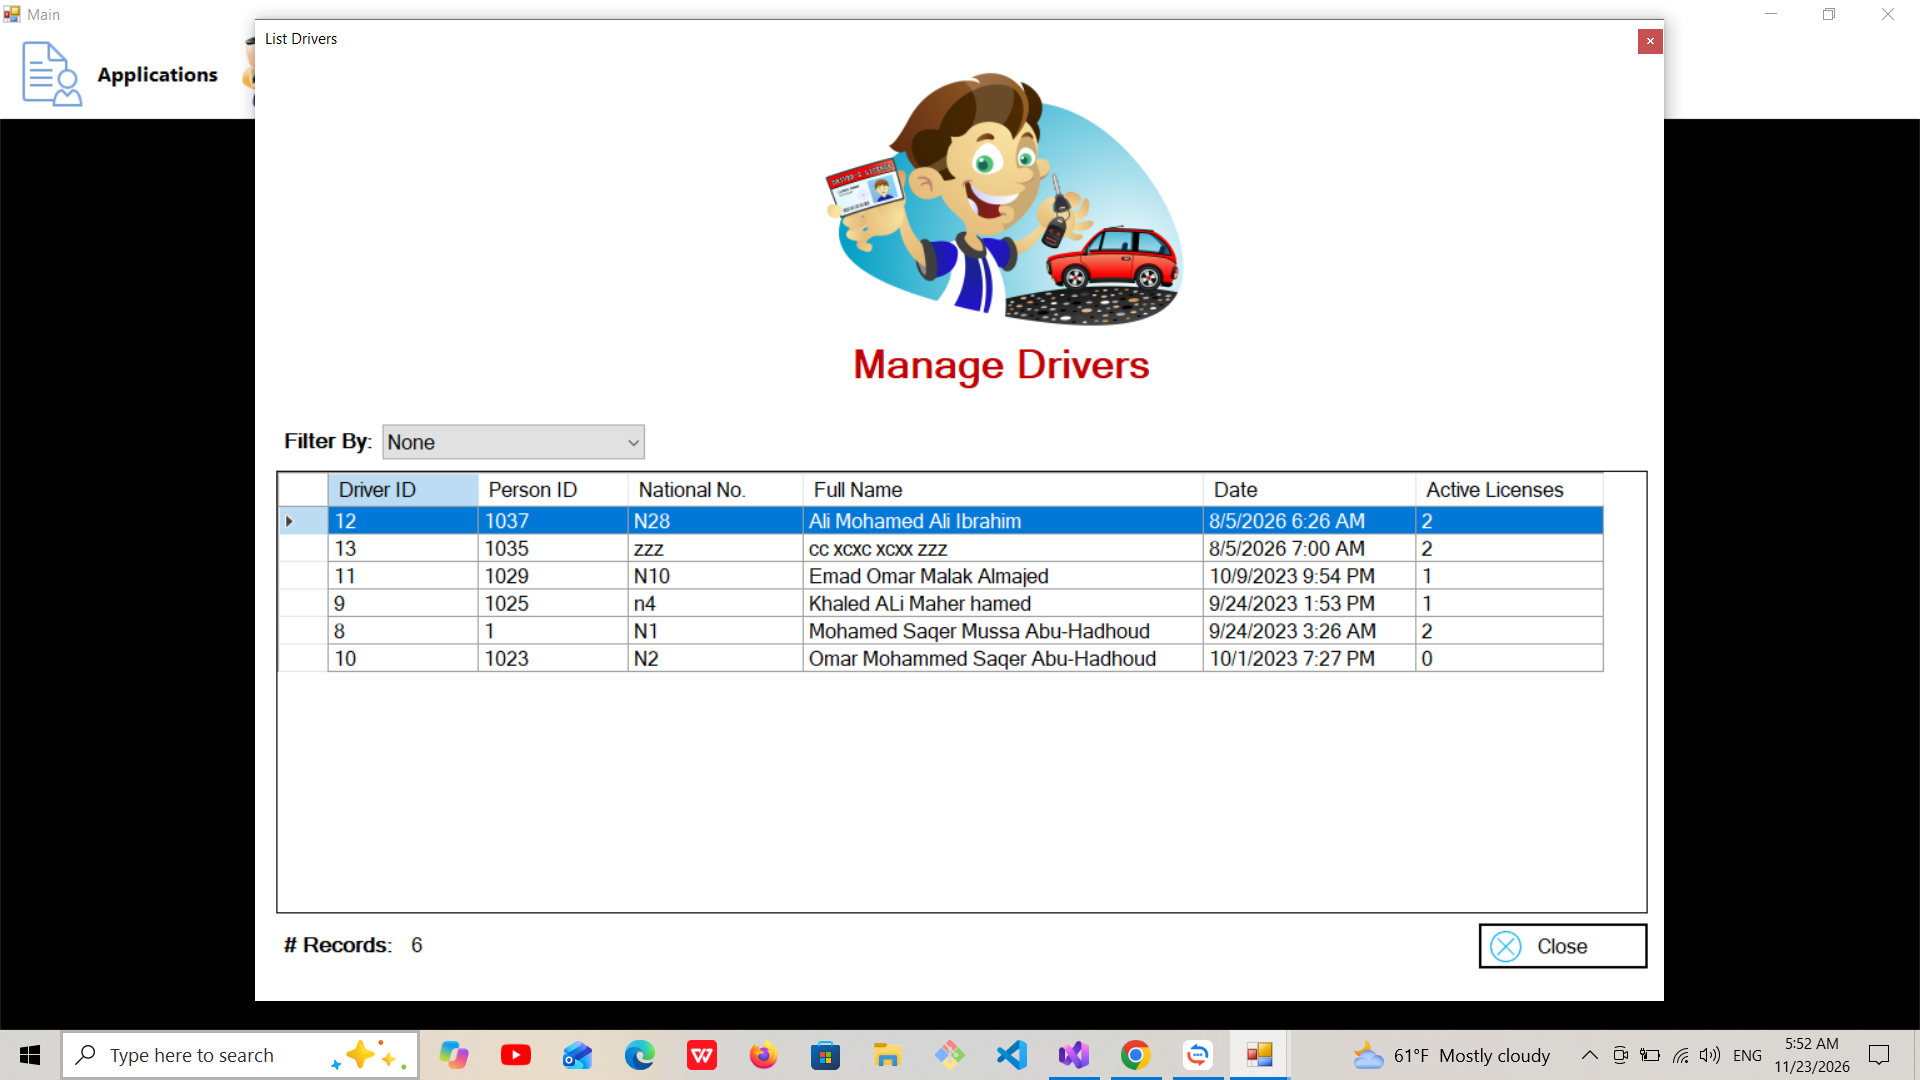 Main
List Drivers
Applications
DRIVER'S LICENSE
Manage Drivers
Filter By: None
Driver ID Person ID National No. Full Name Date Active Licenses
12 1037 N28 Ali Mohamed Ali Ibrahim 8/5/2026 6:26 AM 2
13 1035 zzz cc xcxc xcxx zzz 8/5/2026 7:00 AM 2
11 1029 N10 Emad Omar Malak Almajed 10/9/2023 9:54 PM 1
9 1025 n4 Khaled ALi Maher hamed 9/24/2023 1:53 PM 1
8 1 N1 Mohamed Saqer Mussa Abu-Hadhoud 9/24/2023 3:26 AM 2
10 1023 N2 Omar Mohammed Saqer Abu-Hadhoud 10/1/2023 7:27 PM 0
# Records: 6
Close
Type here to search
61°F Mostly cloudy
ENG
5:52 AM
11/23/2026